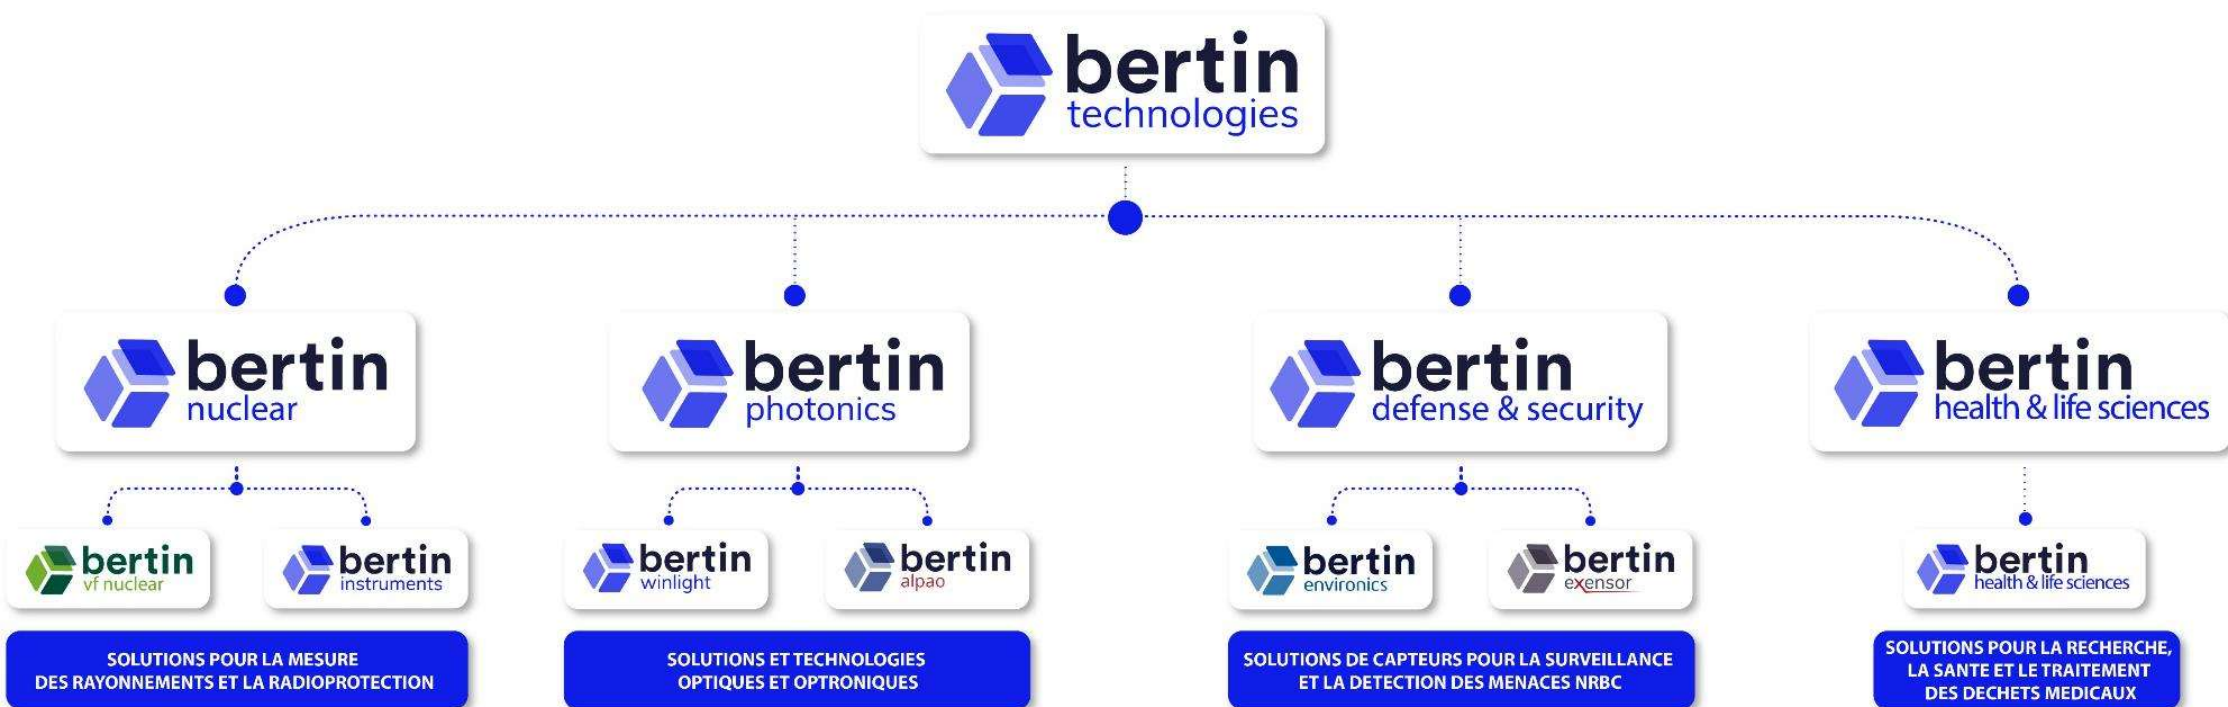 bertin
technologies
bertin
nuclear
bertin
photonics
bertin
defense & security
bertin
health & life sciences
bertin
vf nuclear
bertin
instruments
bertin
winlight
bertin
alpao
bertin
environics
bertin
exensor
bertin
health & life sciences
SOLUTIONS POUR LA MESURE
DES RAYONNEMENTS ET LA RADIOPROTECTION
SOLUTIONS ET TECHNOLOGIES
OPTIQUES ET OPTRONIQUES
SOLUTIONS DE CAPTEURS POUR LA SURVEILLANCE
ET LA DETECTION DES MENACES NRBC
SOLUTIONS POUR LA RECHERCHE,
LA SANTE ET LE TRAITEMENT
DES DECHETS MEDICAUX